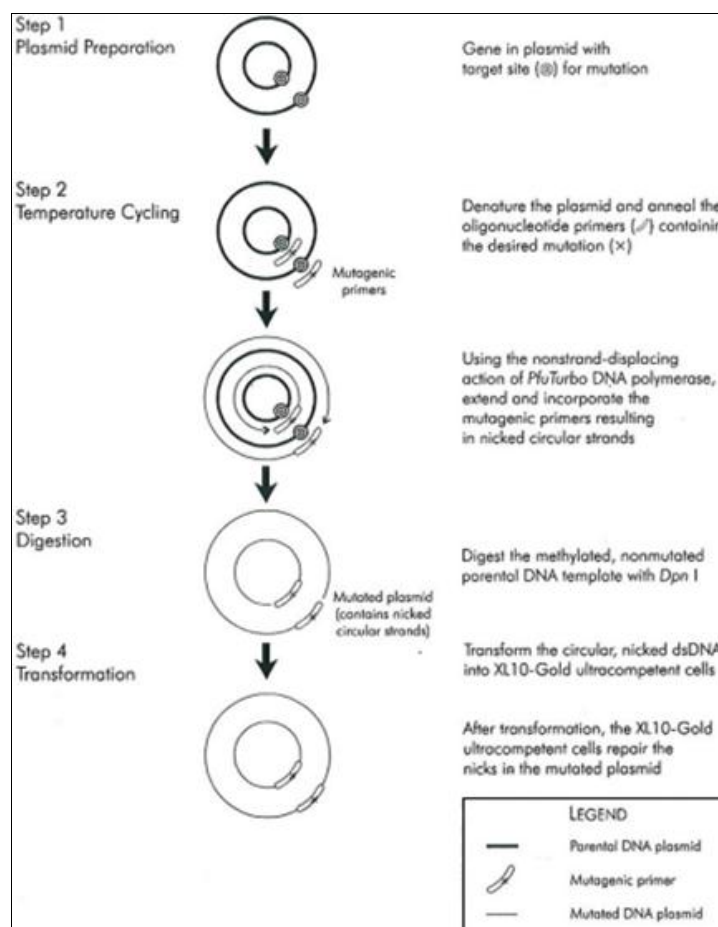 Step 1
Plasmid Preparation
Gene in plasmid with
target site (◎) for mutation
Step 2
Temperature Cycling
Denature the plasmid and anneal the
oligonucleotide primers (⟋) containin
the desired mutation (×)
Mutagenic
primers
Using the nonstrand-displacing
action of PfuTurbo DNA polymerase,
extend and incorporate the
mutagenic primers resulting
in nicked circular strands
Step 3
Digestion
Digest the methylated, nonmutated
parental DNA template with Dpn I
Mutated plasmid
(contains nicked
circular strands)
Step 4
Transformation
Transform the circular, nicked dsDNA
into XL10-Gold ultracompetent cells
After transformation, the XL10-Gold
ultracompetent cells repair the
nicks in the mutated plasmid
LEGEND
Parental DNA plasmid
Mutagenic primer
Mutated DNA plasmid